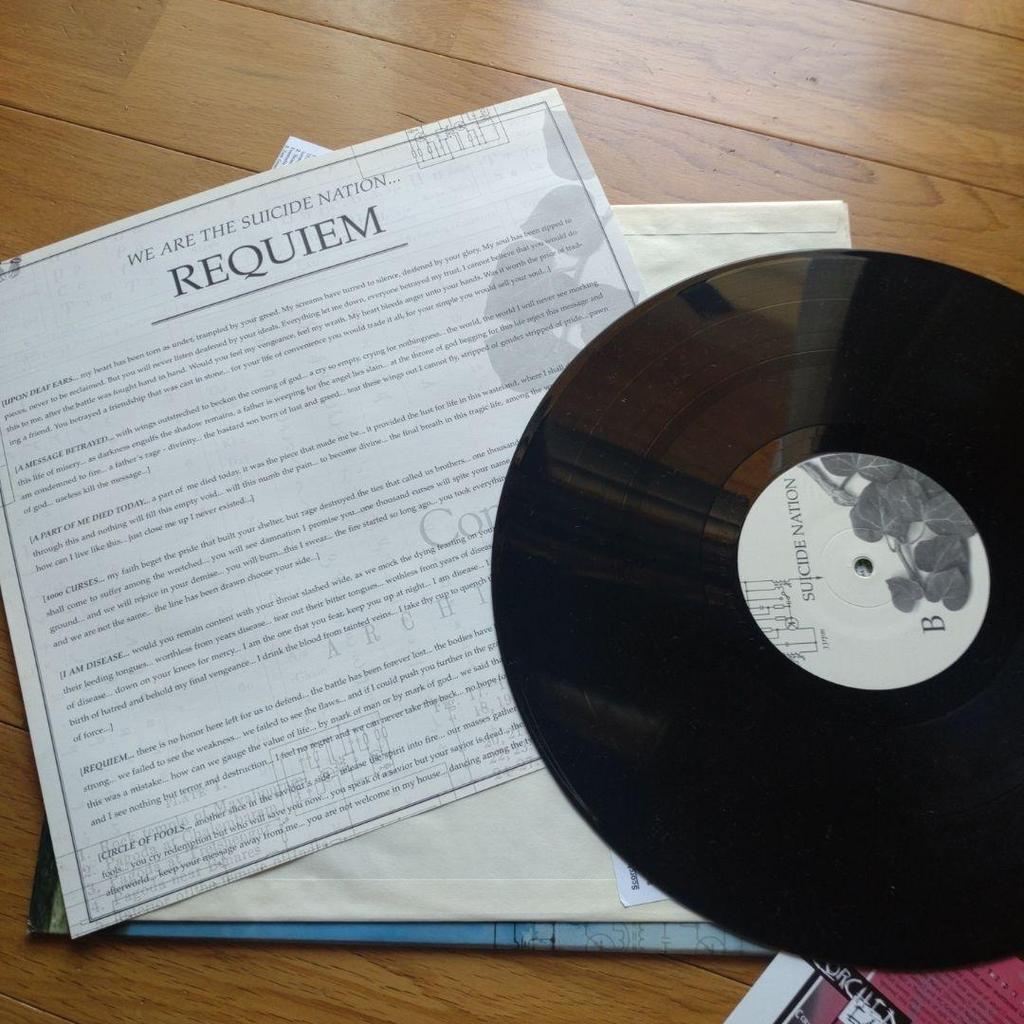 WE ARE THE SUICIDE NATION...
REQUIEM
[UPON DEAF EARS... my heart has been torn as under, trampled by your greed. My screams have turned to silence, deafened by your glory. My soul has been ripped to
pieces, never to be reclaimed. But you will never listen deafened by your ideals. Everything let me down, everyone betrayed my trust. I cannot believe that you would do
this to me, after the battle was fought hand in hand. Would you feel my vengeance, feel my wrath. My heart bleeds anger unto your hands. Was it worth the price of trad-
ing a friend. You betrayed a friendship that was cast in stone... for your life of convenience you would trade it all, for your simple you would sell your soul...]
[A MESSAGE BETRAYED... with wings outstreched to beckon the coming of god... a cry so empty, crying for nothingness... the world, the world I will never see mocking
this life of misery... as darkness engulfs the shadow remains, a father is weeping for the angel lies slain... at the throne of god begging for this life reject this message and
am condemned to fire... a father's rage - divinity... the bastard son born of lust and greed... tear these wings out I cannot fly, stripped of gender stripped of pride... pawn
of god... useless kill the message...]
[A PART OF ME DIED TODAY... a part of me died today, it was the piece that made me be... it provided the lust for life in this wasteland, where I shall
through this and nothing will fill this empty void... will this numb the pain... to become divine... the final breath in this tragic life, among the
how can I live like this... just close me up I never existed...]
[1000 CURSES... my faith beget the pride that built your shelter, but rage destroyed the ties that called us brothers... one thousand
shall come to suffer among the wretched... you will see damnation I promise you...one thousand curses will spite your name
ground... and we will rejoice in your demise... you will burn...this I swear... the fire started so long ago... you took everything
and we are not the same... the line has been drawn choose your side..]
[I AM DISEASE... would you remain content with your throat slashed wide, as we mock the dying
their leeding tongues... worthless from years disease... tear out their bitter tongues... wothless from years of disease
of disease... down on your knees for mercy... I am the one that you fear, keep you up at night... I am disease... I
birth of hatred and behold my final vengeance... I drink the blood from tainted veins... I take thy cup to quench
of force...]
[REQUIEM... there is no honor here left for us to defend... the battle has been forever lost... the bodies have
strong... we failed to see the weakness... we failed to see the flaws... and if I could push you further in the
this was a mistake... how can we gauge the value of life... by mark of man or by mark of god... we said
and I see nothing but terror and destruction... I feel no regret and we can never take this back... no hope
[CIRCLE OF FOOLS... another slice in the saviour's side... release the spirit into fire... our masses gather
fools... you cry redemption but who will save you now... you speak of a savior but your savior is dead...
afterworld... keep your message away from me... you are not welcome in my house... dancing among the
Con
ARCHI
SUICIDE NATION
33rpm
B